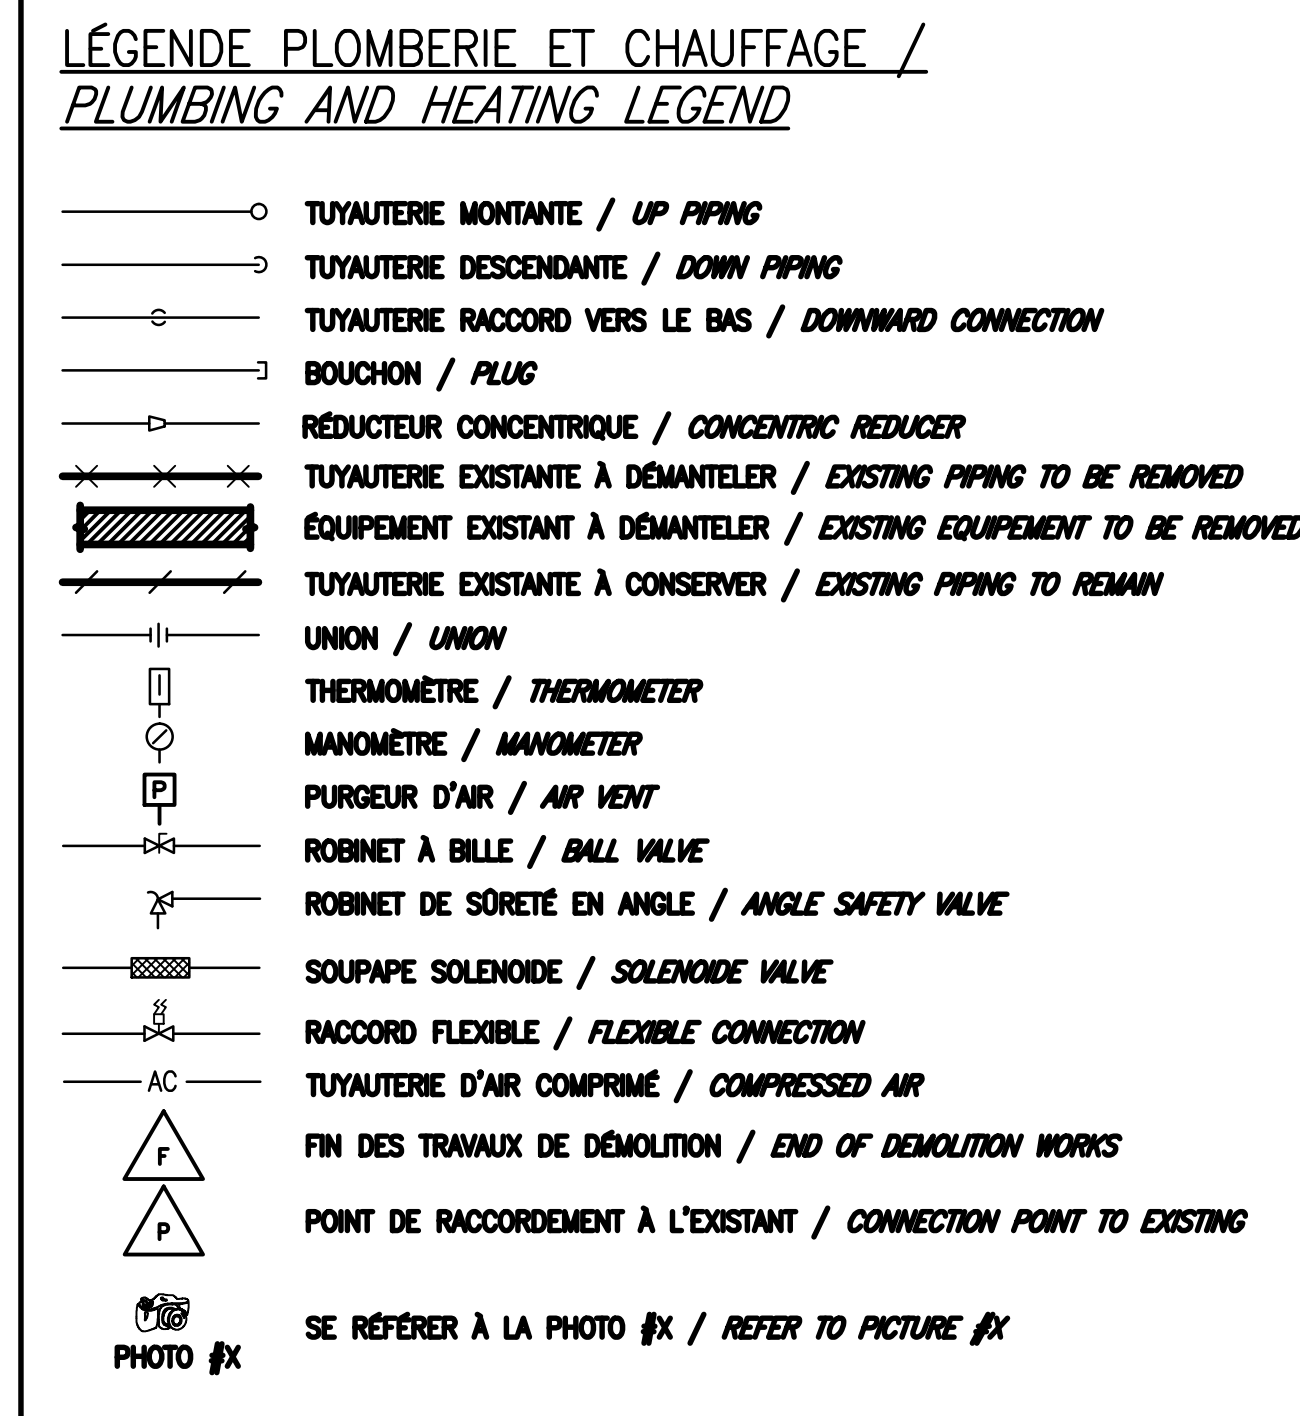 LÉGENDE PLOMBERIE ET CHAUFFAGE /
PLUMBING AND HEATING LEGEND
TUYAUTERIE MONTANTE / UP PIPING
TUYAUTERIE DESCENDANTE / DOWN PIPING
TUYAUTERIE RACCORD VERS LE BAS / DOWNWARD CONNECTION
BOUCHON / PLUG
RÉDUCTEUR CONCENTRIQUE / CONCENTRIC REDUCER
TUYAUTERIE EXISTANTE À DÉMANTELER / EXISTING PIPING TO BE REMOVED
ÉQUIPEMENT EXISTANT À DÉMANTELER / EXISTING EQUIPEMENT TO BE REMOVED
TUYAUTERIE EXISTANTE À CONSERVER / EXISTING PIPING TO REMAIN
UNION / UNION
THERMOMÈTRE / THERMOMETER
MANOMÈTRE / MANOMETER
P PURGEUR D'AIR / AIR VENT
ROBINET À BILLE / BALL VALVE
ROBINET DE SÛRETÉ EN ANGLE / ANGLE SAFETY VALVE
SOUPAPE SOLENOIDE / SOLENOIDE VALVE
RACCORD FLEXIBLE / FLEXIBLE CONNECTION
AC TUYAUTERIE D'AIR COMPRIMÉ / COMPRESSED AIR
F FIN DES TRAVAUX DE DÉMOLITION / END OF DEMOLITION WORKS
P POINT DE RACCORDEMENT À L'EXISTANT / CONNECTION POINT TO EXISTING
SE RÉFÉRER À LA PHOTO #X / REFER TO PICTURE #X
PHOTO #X